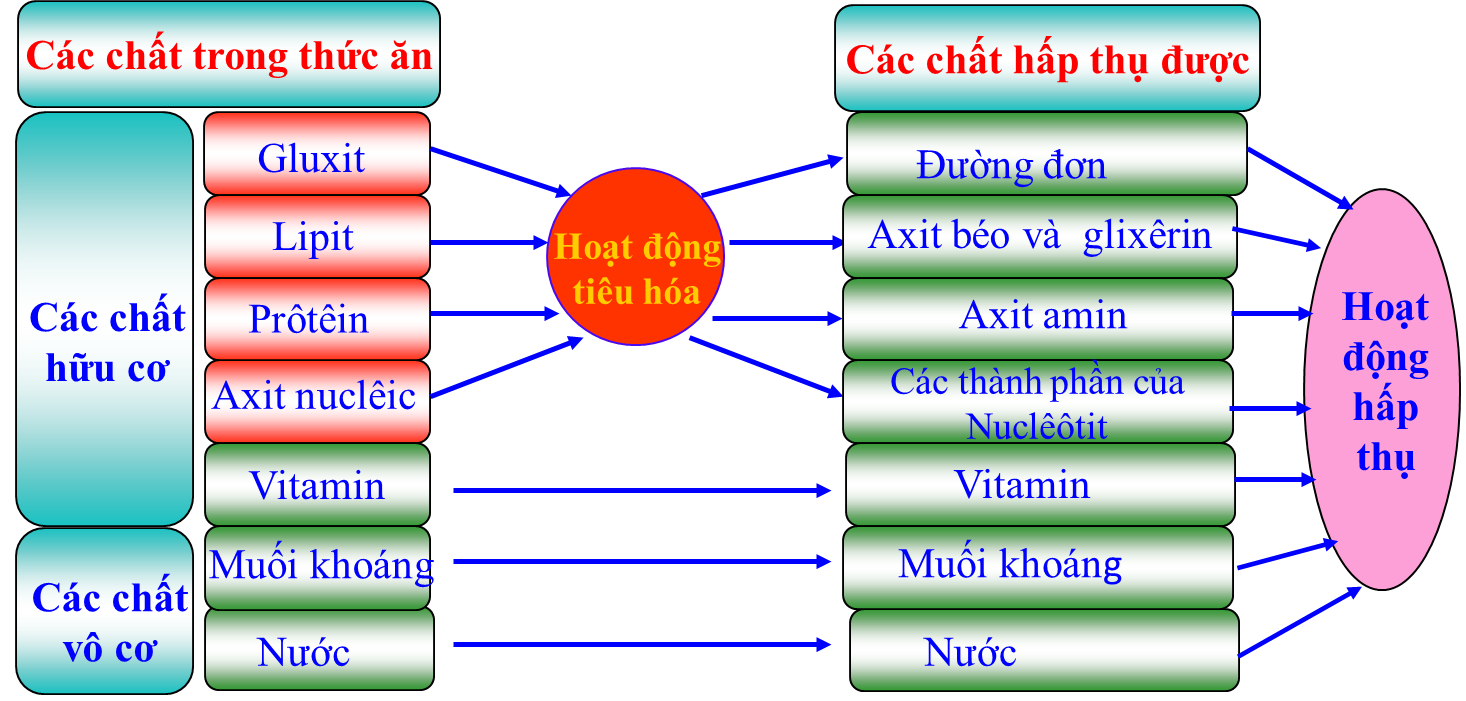 Các chất trong thức ăn
Các chất hấp thụ được
Các chất
hữu cơ
Gluxit
Lipit
Prôtêin
Axit nuclêic
Vitamin
Các chất
vô cơ
Muối khoáng
Nước
Hoạt động
tiêu hóa
Đường đơn
Axit béo và glixêrin
Axit amin
Các thành phần của
Nuclêôtit
Vitamin
Muối khoáng
Nước
Hoạt
động
hấp
thụ